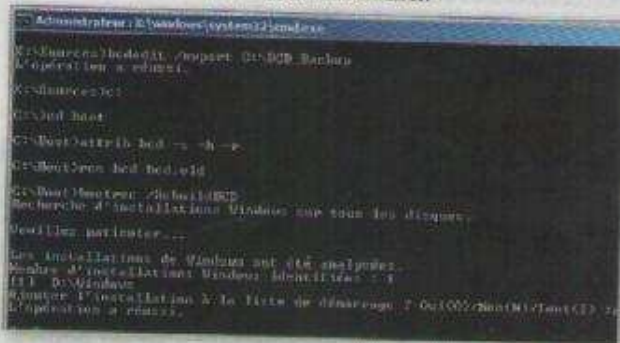 Administrateur: X:\windows\system32\cmd.exe
X:\Sources>bcdedit /export C:\BCD_Backup
L'opération a réussi.
X:\Sources>c:
C:\>cd boot
C:\Boot>attrib bcd -s -h -r
C:\Boot>ren bcd bcd.old
C:\Boot>bootrec /RebuildBCD
Recherche d'installations Windows sur tous les disques.
Veuillez patienter...
Les installations de Windows ont été analysées.
Nombre d'installations Windows identifiées : 1
[1] D:\Windows
Ajouter l'installation à la liste de démarrage ? Oui(O)/Non(N)/Tout(T)
L'opération a réussi.